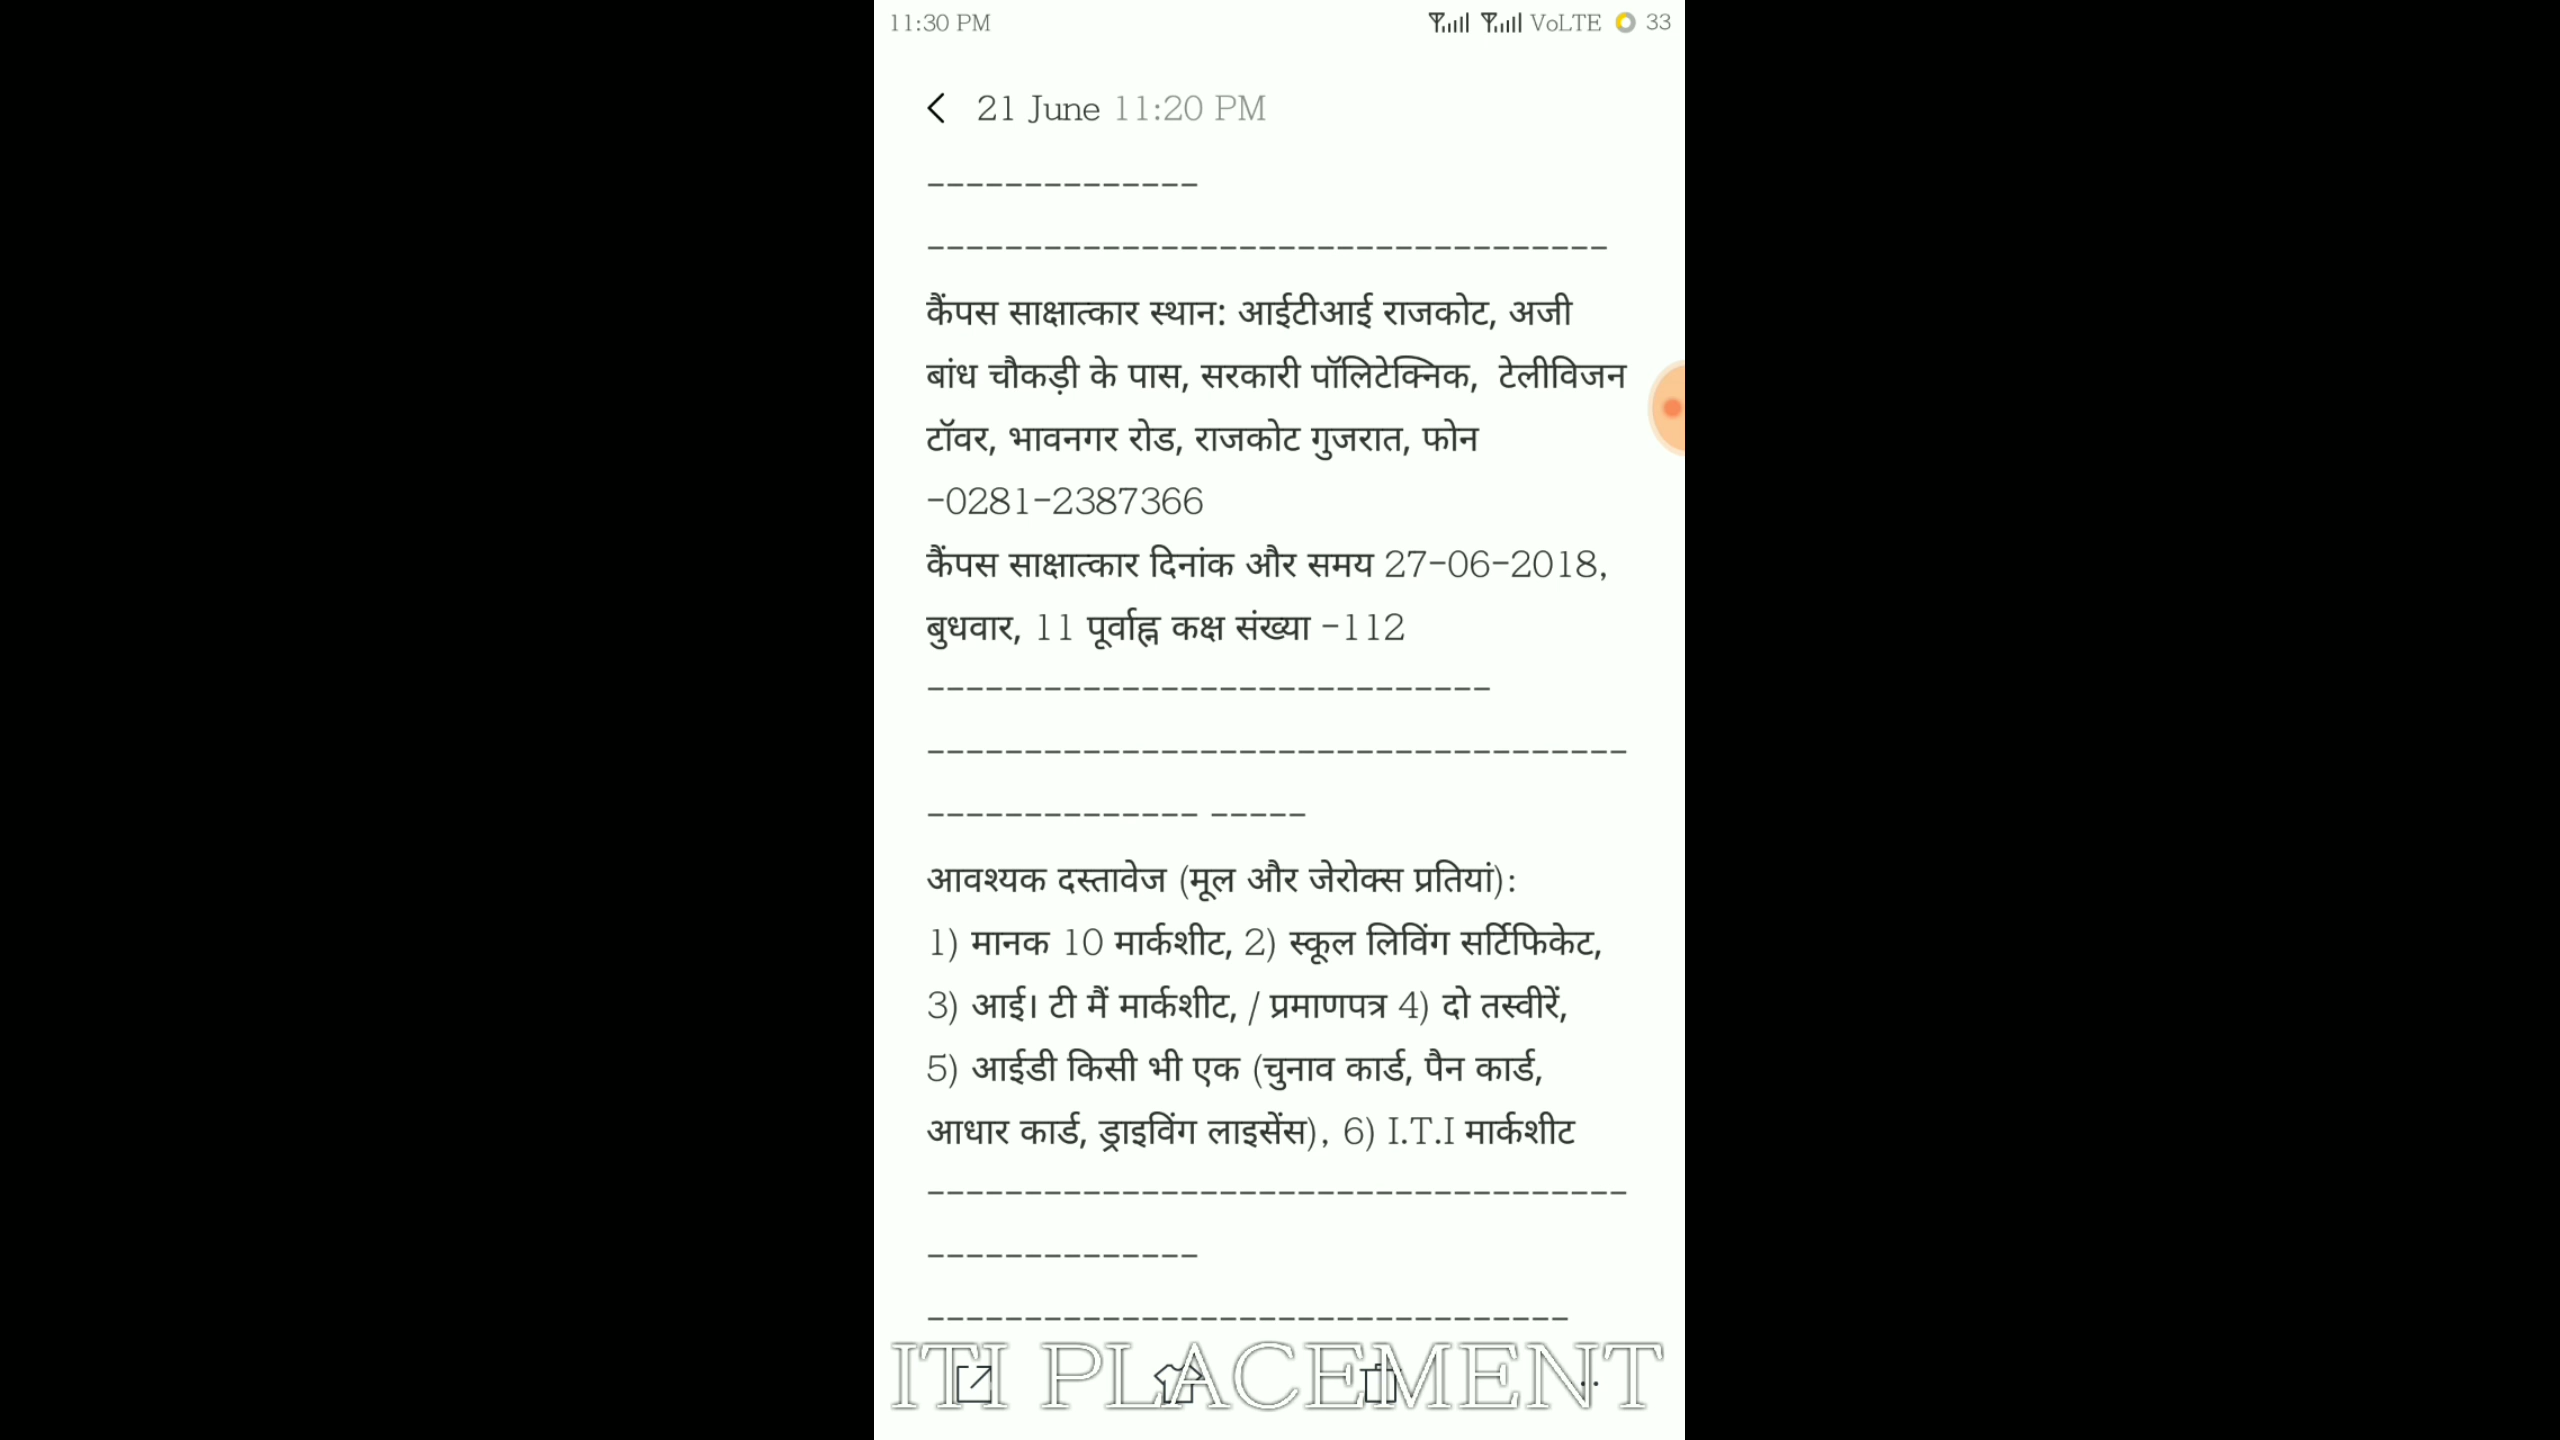 11:30 PM VoLTE 33
21 June 11:20 PM
--------------
-----------------------------------
कैंपस साक्षात्कार स्थान: आईटीआई राजकोट, अजी
बांध चौकड़ी के पास, सरकारी पॉलिटेक्निक, टेलीविजन
टॉवर, भावनगर रोड, राजकोट गुजरात, फोन
-0281-2387366
कैंपस साक्षात्कार दिनांक और समय 27-06-2018,
बुधवार, 11 पूर्वाह्न कक्ष संख्या -112
-----------------------------
------------------------------------
-------------- -----
आवश्यक दस्तावेज (मूल और जेरोक्स प्रतियां):
1) मानक 10 मार्कशीट, 2) स्कूल लिविंग सर्टिफिकेट,
3) आई। टी मैं मार्कशीट, / प्रमाणपत्र 4) दो तस्वीरें,
5) आईडी किसी भी एक (चुनाव कार्ड, पैन कार्ड,
आधार कार्ड, ड्राइविंग लाइसेंस), 6) I.T.I मार्कशीट
------------------------------------
--------------
---------------------------------
ITI PLACEMENT